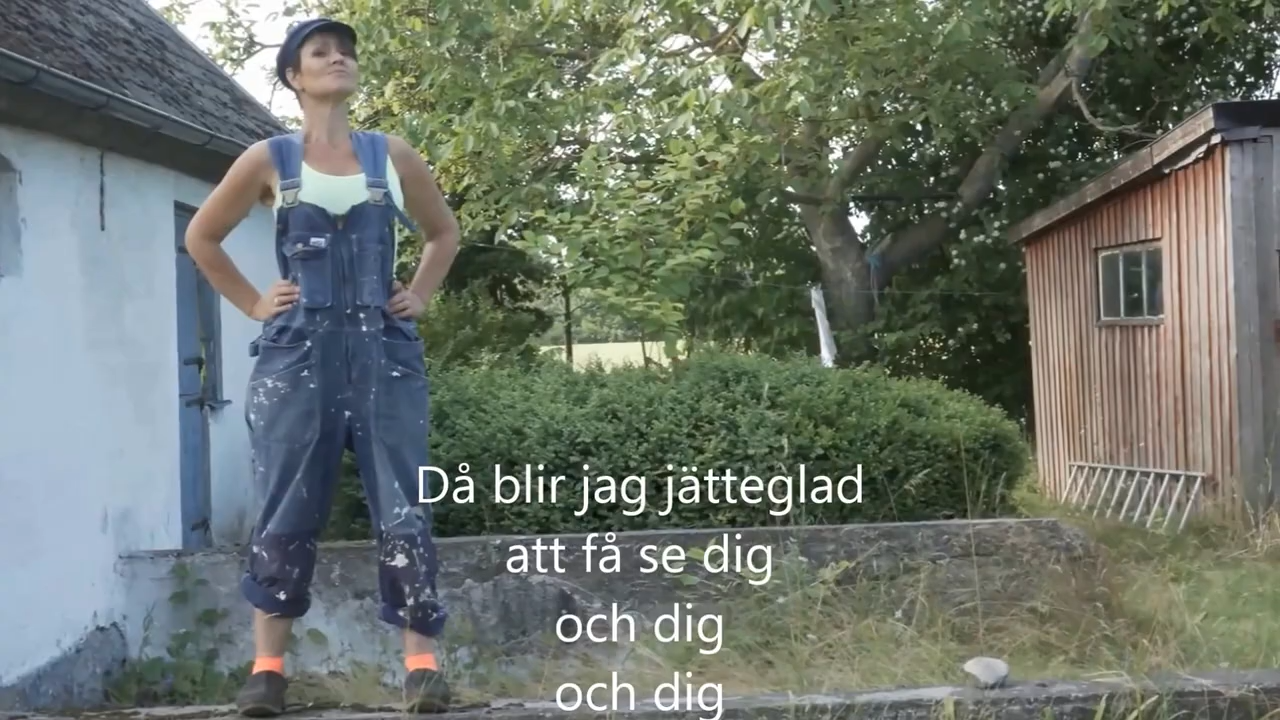 Då blir jag jätteglad
att få se dig
och dig
och dig